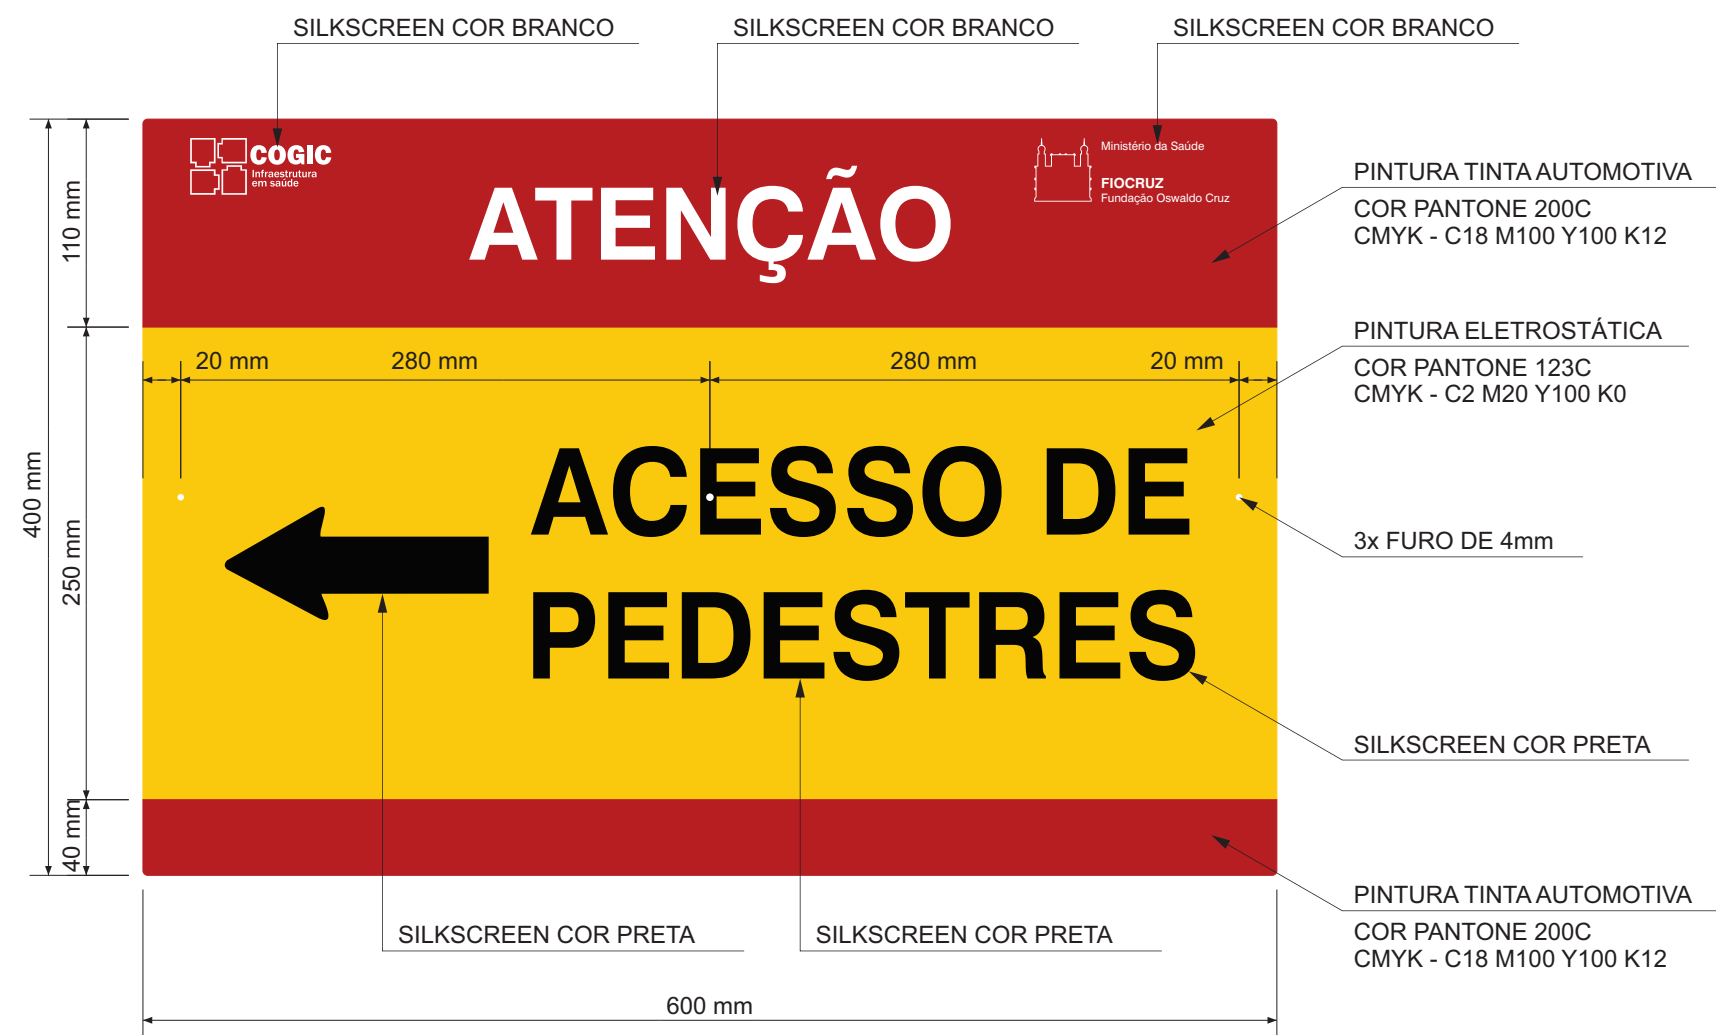 SILKSCREEN COR BRANCO
SILKSCREEN COR BRANCO
SILKSCREEN COR BRANCO
COGIC
Infraestrutura
em saúde
ATENÇÃO
Ministério da Saúde
FIOCRUZ
Fundação Oswaldo Cruz
PINTURA TINTA AUTOMOTIVA
COR PANTONE 200C
CMYK - C18 M100 Y100 K12
110 mm
PINTURA ELETROSTÁTICA
COR PANTONE 123C
CMYK - C2 M20 Y100 K0
20 mm
280 mm
280 mm
20 mm
400 mm
250 mm
ACESSO DE
PEDESTRES
3x FURO DE 4mm
SILKSCREEN COR PRETA
40 mm
PINTURA TINTA AUTOMOTIVA
COR PANTONE 200C
CMYK - C18 M100 Y100 K12
SILKSCREEN COR PRETA
SILKSCREEN COR PRETA
600 mm